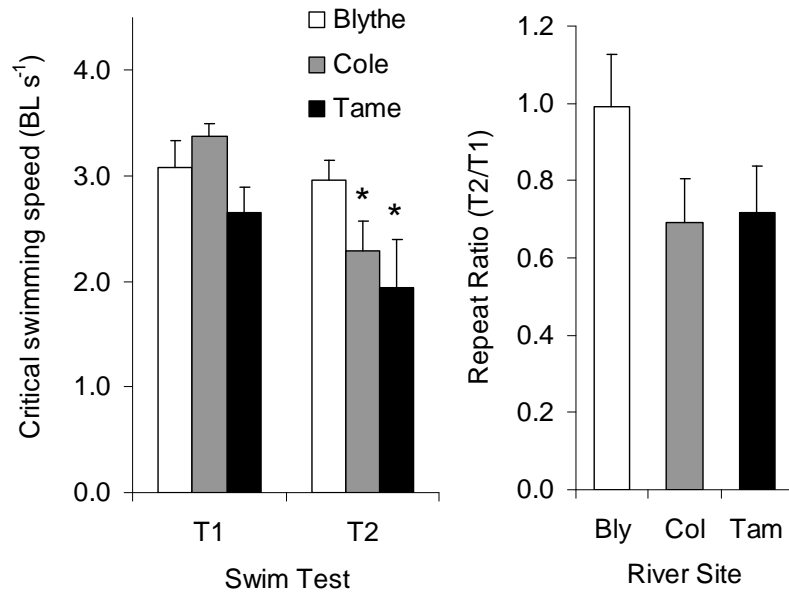 Blythe
Cole
Tame
Critical swimming speed (BL s⁻¹)
4.0
3.0
2.0
1.0
0.0
*
*
T1 T2
Swim Test
Repeat Ratio (T2/T1)
1.2
1.0
0.8
0.6
0.4
0.2
0.0
Bly Col Tam
River Site